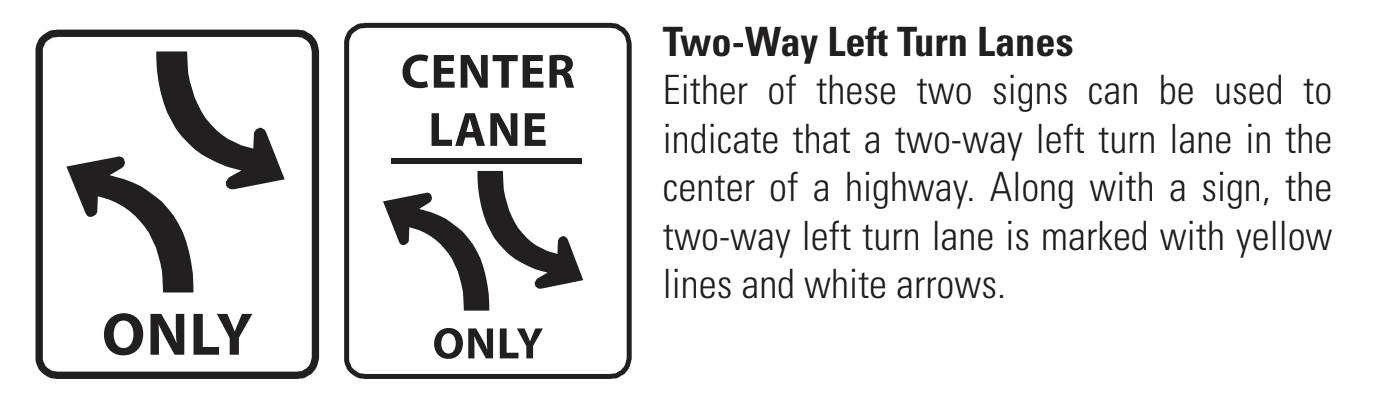 ONLY
CENTER
LANE
ONLY
Two-Way Left Turn Lanes
Either of these two signs can be used to
indicate that a two-way left turn lane in the
center of a highway. Along with a sign, the
two-way left turn lane is marked with yellow
lines and white arrows.